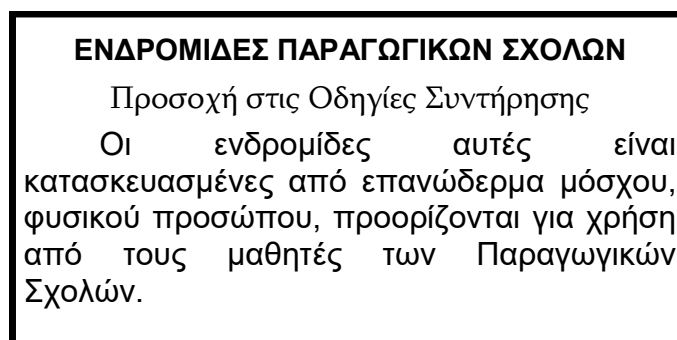 ΕΝΔΡΟΜΙΔΕΣ ΠΑΡΑΓΩΓΙΚΩΝ ΣΧΟΛΩΝ
Προσοχή στις Οδηγίες Συντήρησης
Οι ενδρομίδες αυτές είναι
κατασκευασμένες από επανώδερμα μόσχου,
φυσικού προσώπου, προορίζονται για χρήση
από τους μαθητές των Παραγωγικών
Σχολών.